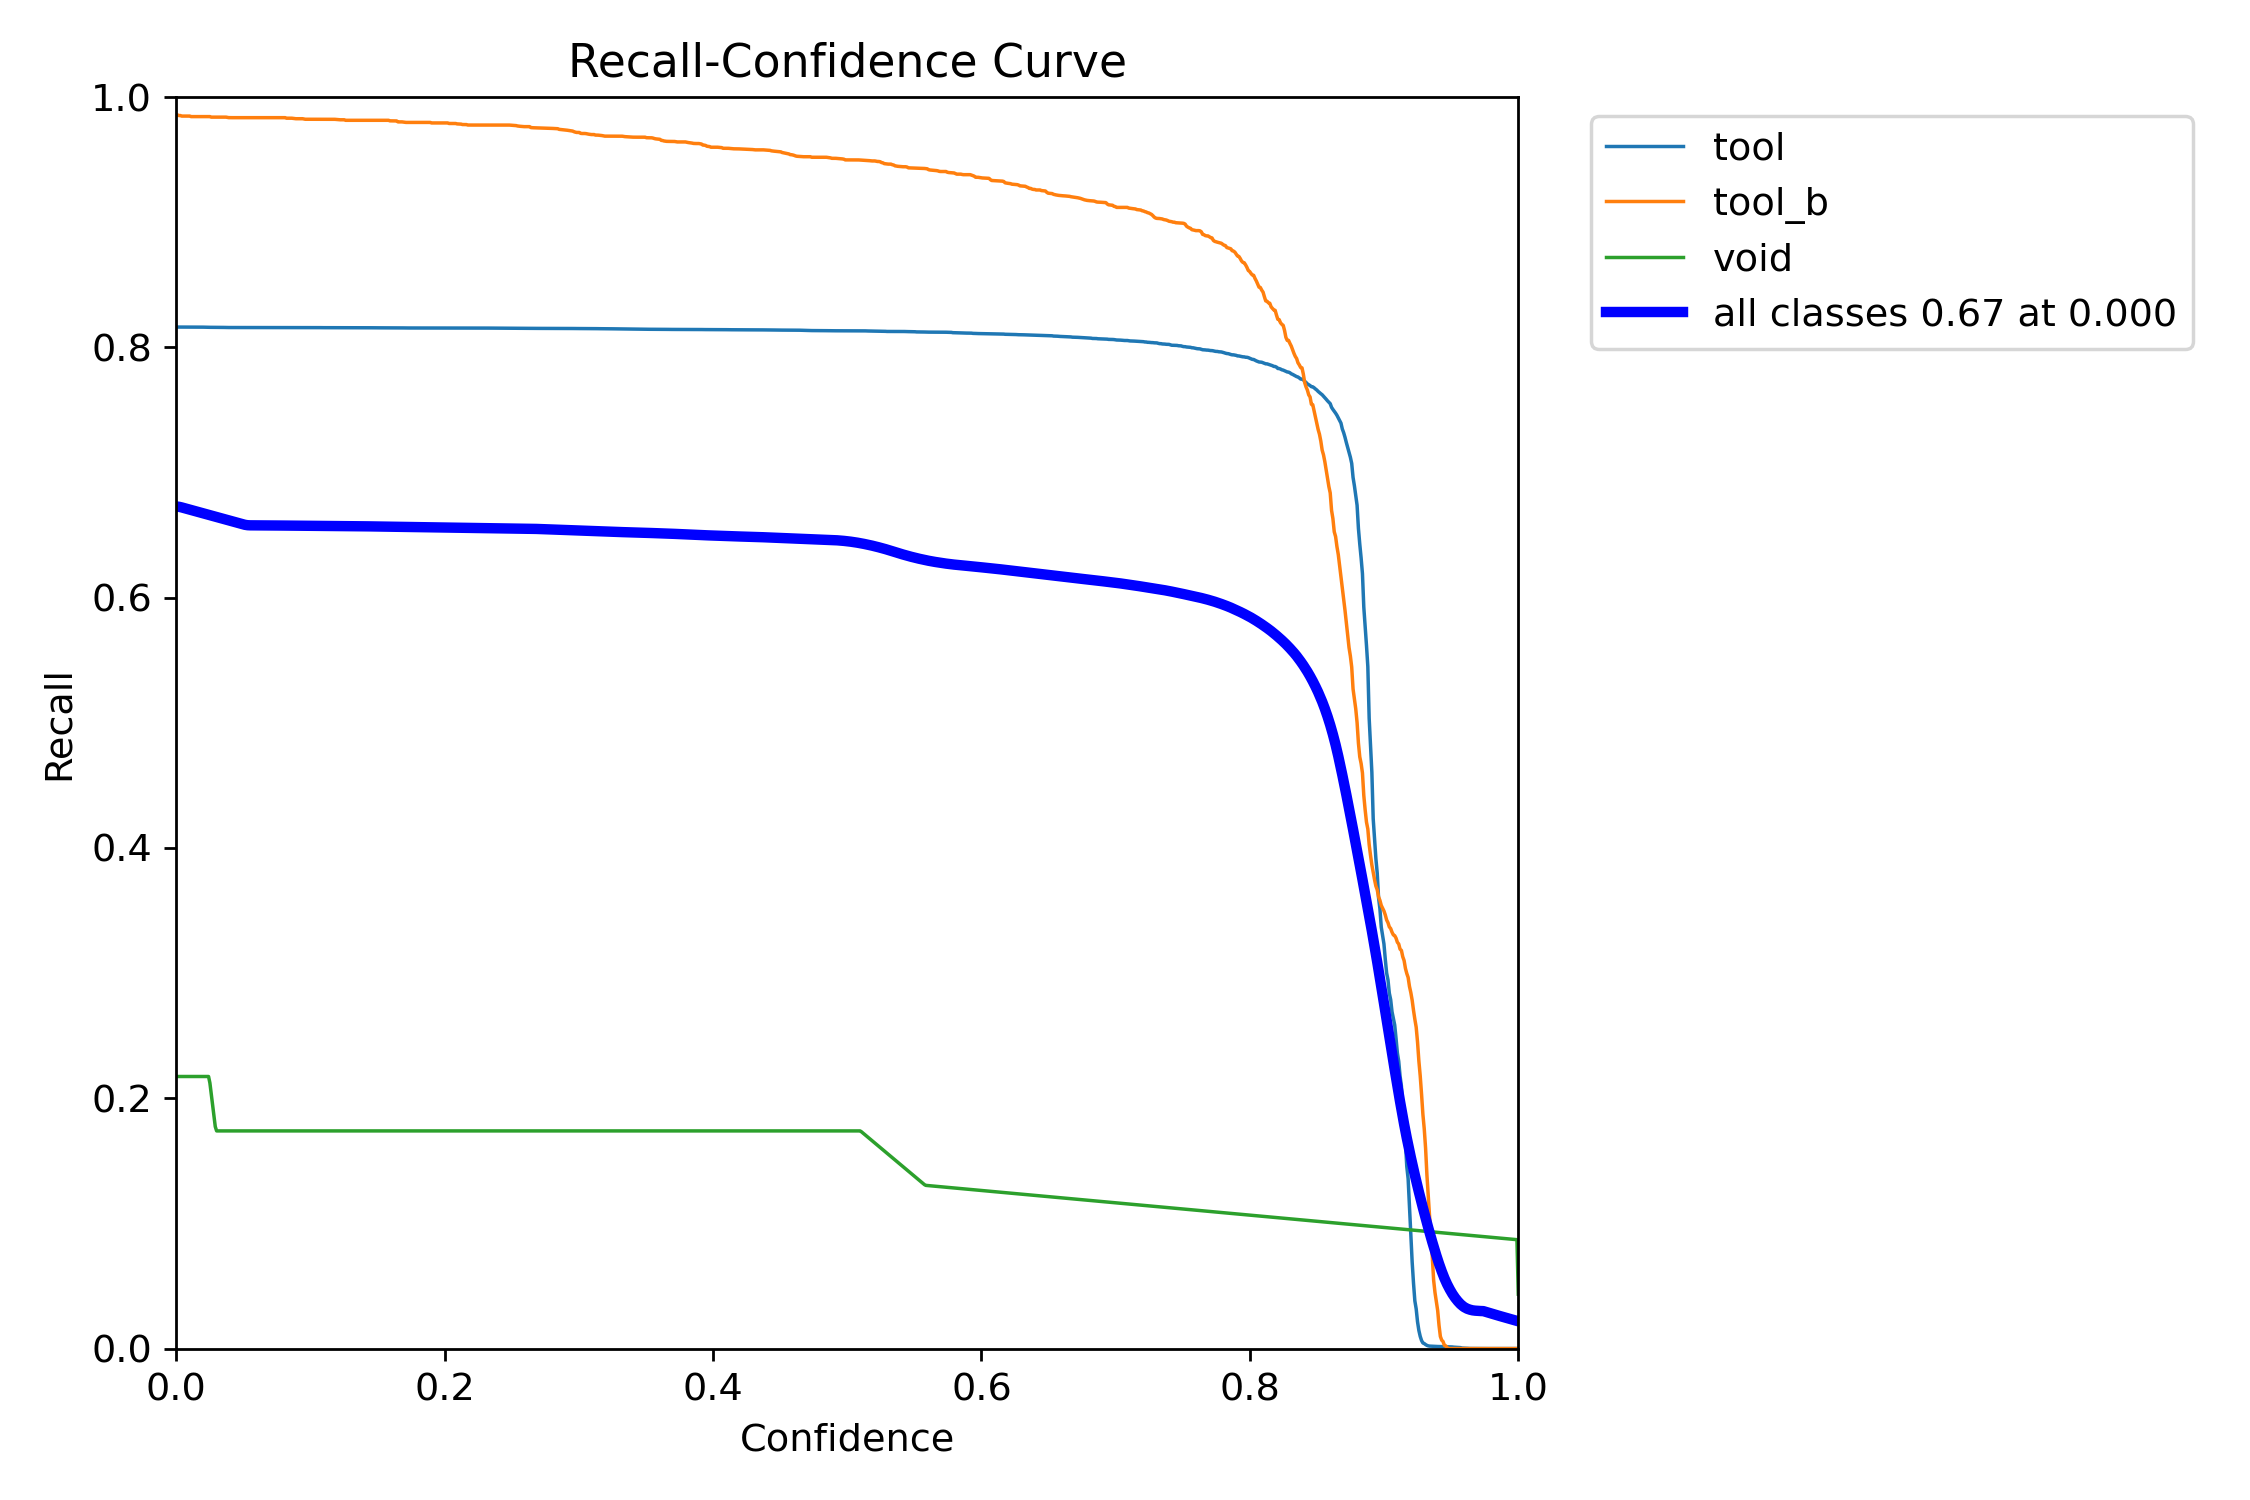 Recall-Confidence Curve
1.0
0.8
0.6
0.4
0.2
0.0
Recall
0.0 0.2 0.4 0.6 0.8 1.0
Confidence
tool
tool_b
void
all classes 0.67 at 0.000